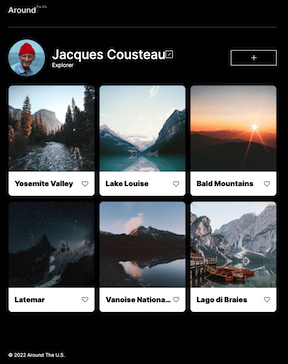 Around The U.S.
Jacques Cousteau
Explorer
+
Yosemite Valley
Lake Louise
Bald Mountains
Latemar
Vanoise Nationa...
Lago di Braies
© 2022 Around The U.S.